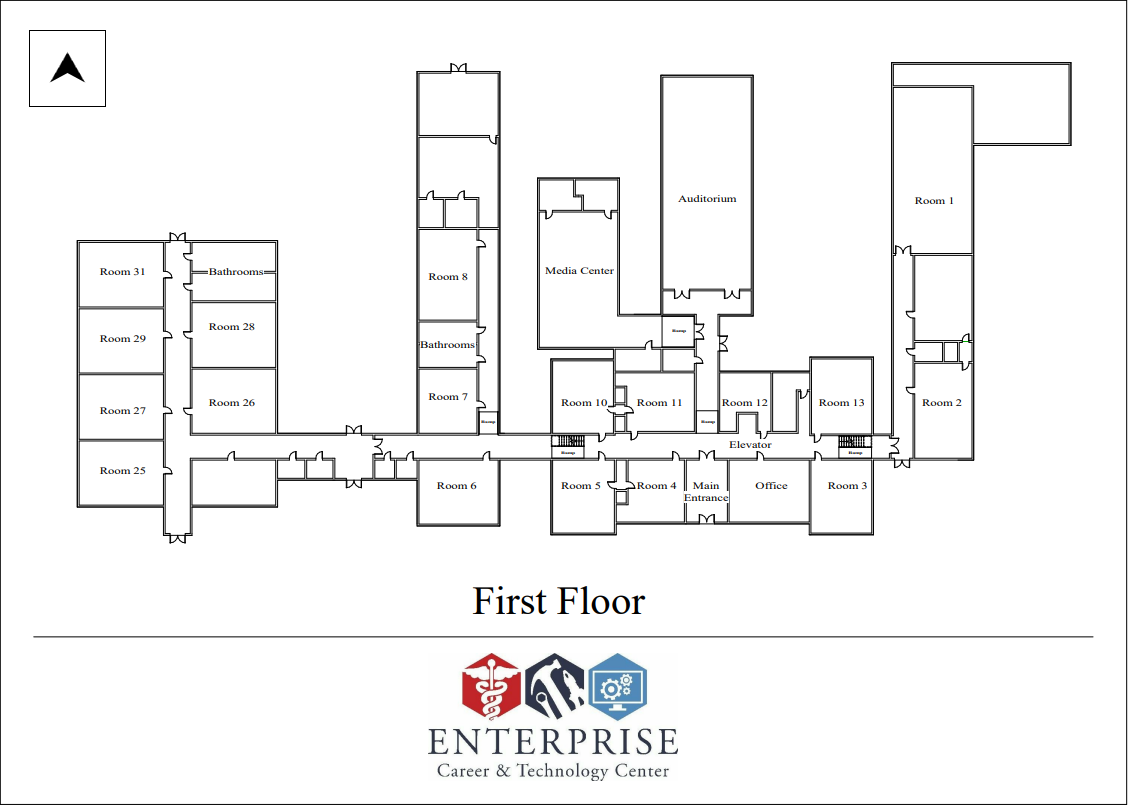 Auditorium
Room 1
Media Center
Room 31
Bathrooms
Room 8
Room 28
Ramp
Room 29
Bathrooms
Room 7
Room 26
Room 27
Room 10
Room 11
Room 12
Room 13
Room 2
Ramp
Ramp
Elevator
Ramp
Ramp
Room 25
Room 6
Room 5
Room 4
Main
Entrance
Office
Room 3
First Floor
ENTERPRISE
Career & Technology Center